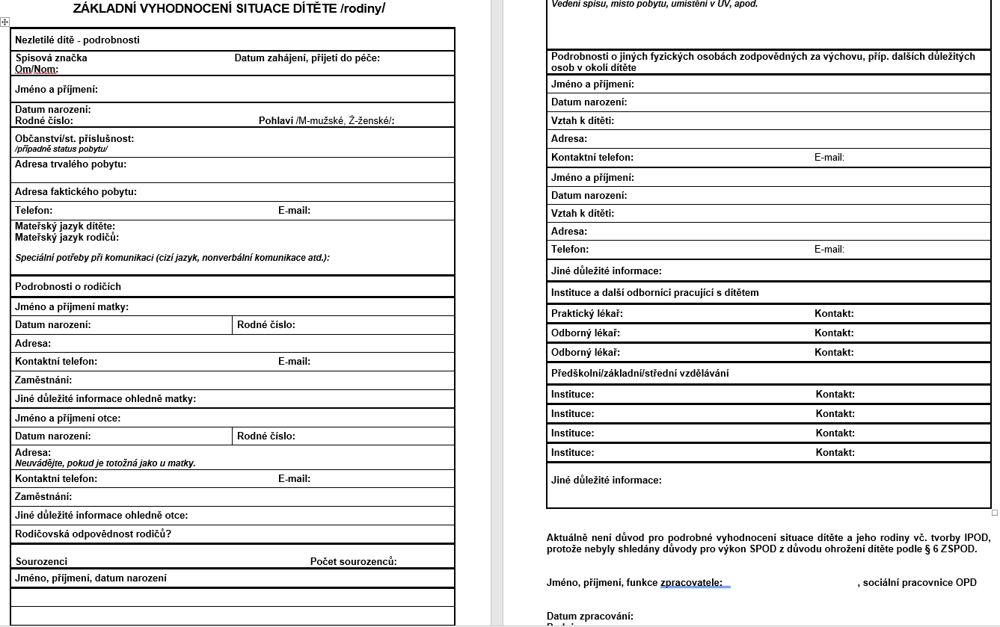 ZÁKLADNÍ VYHODNOCENÍ SITUACE DÍTĚTE /rodiny/
Nezletilé dítě - podrobnosti
Spisová značka Datum zahájení, přijetí do péče:
Om/Nom:
Jméno a příjmení:
Datum narození:
Rodné číslo: Pohlaví /M-mužské, Ž-ženské/:
Občanství/st. příslušnost:
/případně status pobytu/
Adresa trvalého pobytu:
Adresa faktického pobytu:
Telefon: E-mail:
Mateřský jazyk dítěte:
Mateřský jazyk rodičů:
Speciální potřeby při komunikaci (cizí jazyk, nonverbální komunikace atd.):
Podrobnosti o rodičích
Jméno a příjmení matky:
Datum narození: Rodné číslo:
Adresa:
Kontaktní telefon: E-mail:
Zaměstnání:
Jiné důležité informace ohledně matky:
Jméno a příjmení otce:
Datum narození: Rodné číslo:
Adresa:
Neuvádějte, pokud je totožná jako u matky.
Kontaktní telefon: E-mail:
Zaměstnání:
Jiné důležité informace ohledně otce:
Rodičovská odpovědnost rodičů?
Sourozenci Počet sourozenců:
Jméno, příjmení, datum narození
Vedení spisu, místo pobytu, umístění v ÚV, apod.
Podrobnosti o jiných fyzických osobách zodpovědných za výchovu, příp. dalších důležitých
osob v okolí dítěte
Jméno a příjmení:
Datum narození:
Vztah k dítěti:
Adresa:
Kontaktní telefon: E-mail:
Jméno a příjmení:
Datum narození:
Vztah k dítěti:
Adresa:
Telefon: E-mail:
Jiné důležité informace:
Instituce a další odborníci pracující s dítětem
Praktický lékař: Kontakt:
Odborný lékař: Kontakt:
Odborný lékař: Kontakt:
Předškolní/základní/střední vzdělávání
Instituce: Kontakt:
Instituce: Kontakt:
Instituce: Kontakt:
Instituce: Kontakt:
Jiné důležité informace:
Aktuálně není důvod pro podrobné vyhodnocení situace dítěte a jeho rodiny vč. tvorby IPOD,
protože nebyly shledány důvody pro výkon SPOD z důvodu ohrožení dítěte podle § 6 ZSPOD.
Jméno, příjmení, funkce zpracovatele: , sociální pracovnice OPD
Datum zpracování: